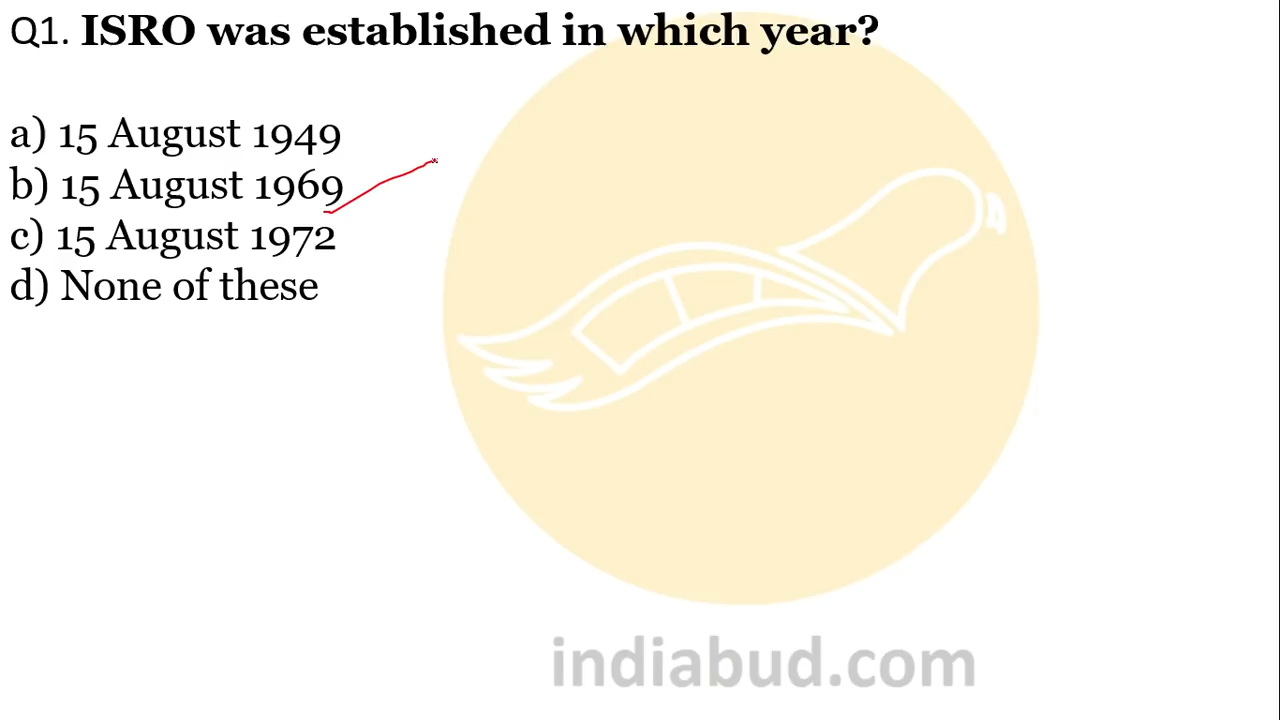 Q1. ISRO was established in which year?
a) 15 August 1949
b) 15 August 1969
c) 15 August 1972
d) None of these
indiabud.com